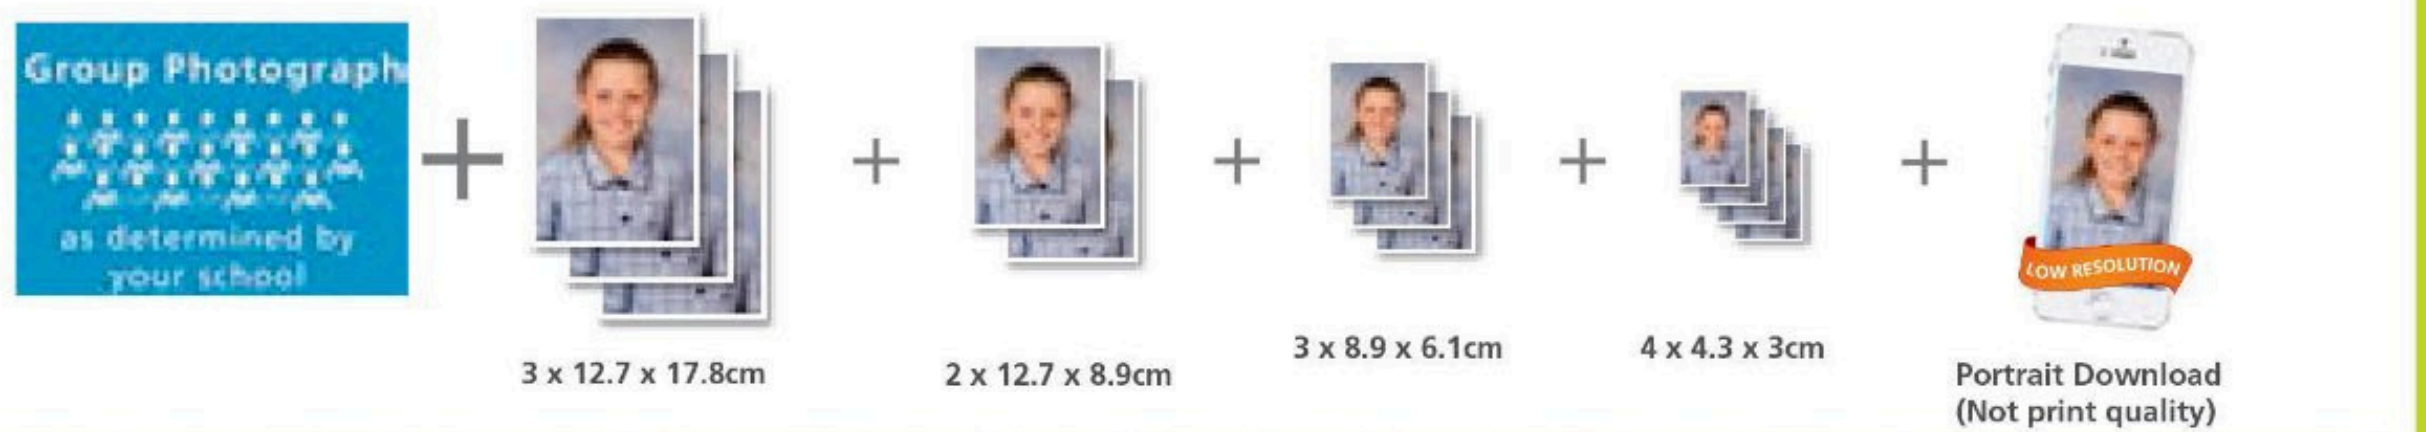 Group Photograph
as determined by
your school
3 x 12.7 x 17.8cm
2 x 12.7 x 8.9cm
3 x 8.9 x 6.1cm
4 x 4.3 x 3cm
LOW RESOLUTION
Portrait Download
(Not print quality)